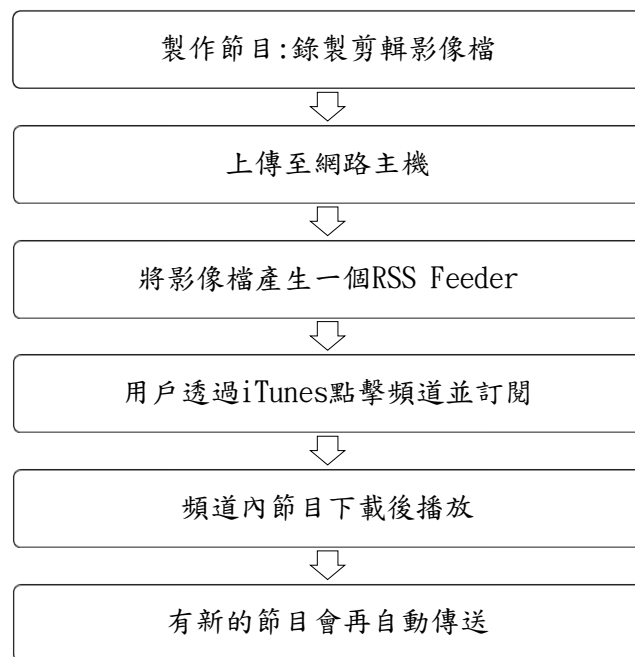 製作節目:錄製剪輯影像檔
上傳至網路主機
將影像檔產生一個RSS Feeder
用戶透過iTunes點擊頻道並訂閱
頻道內節目下載後播放
有新的節目會再自動傳送